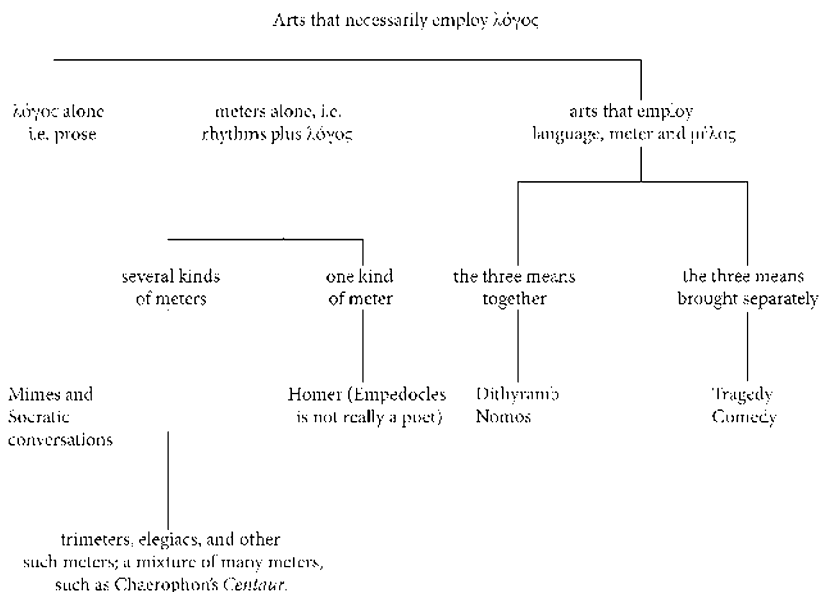 Arts that necessarily employ λόγος
λόγος alone
i.e. prose
meters alone, i.e.
rhythms plus λόγος
arts that employ
language, meter and μέλος
several kinds
of meters
one kind
of meter
the three means
together
the three means
brought separately
Mimes and
Socratic
conversations
Homer (Empedocles
is not really a poet)
Dithyramb
Nomos
Tragedy
Comedy
trimeters, elegiacs, and other
such meters; a mixture of many meters,
such as Chaerophon's Centaur.